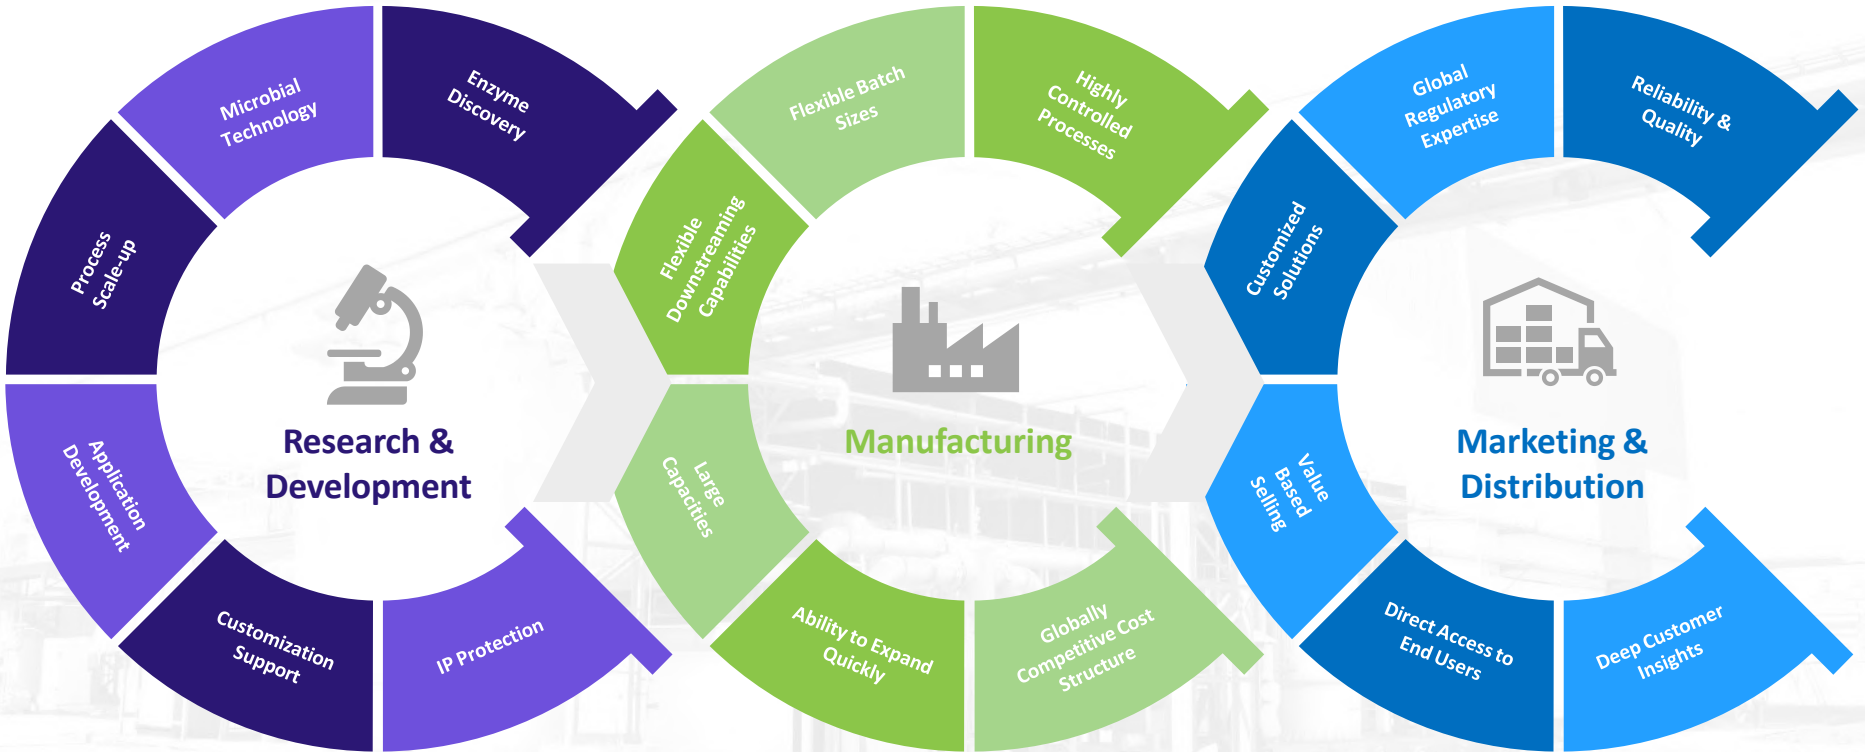 Enzyme
Discovery
Microbial
Technology
Process
Scale-up
Application
Development
Customization
Support
IP Protection
Research &
Development
Highly
Controlled
Processes
Flexible Batch
Sizes
Flexible
Downstreaming
Capabilities
Large
Capacities
Ability to Expand
Quickly
Globally
Competitive Cost
Structure
Manufacturing
Reliability &
Quality
Global
Regulatory
Expertise
Customized
Solutions
Value
Based
Selling
Direct Access to
End Users
Deep Customer
Insights
Marketing &
Distribution